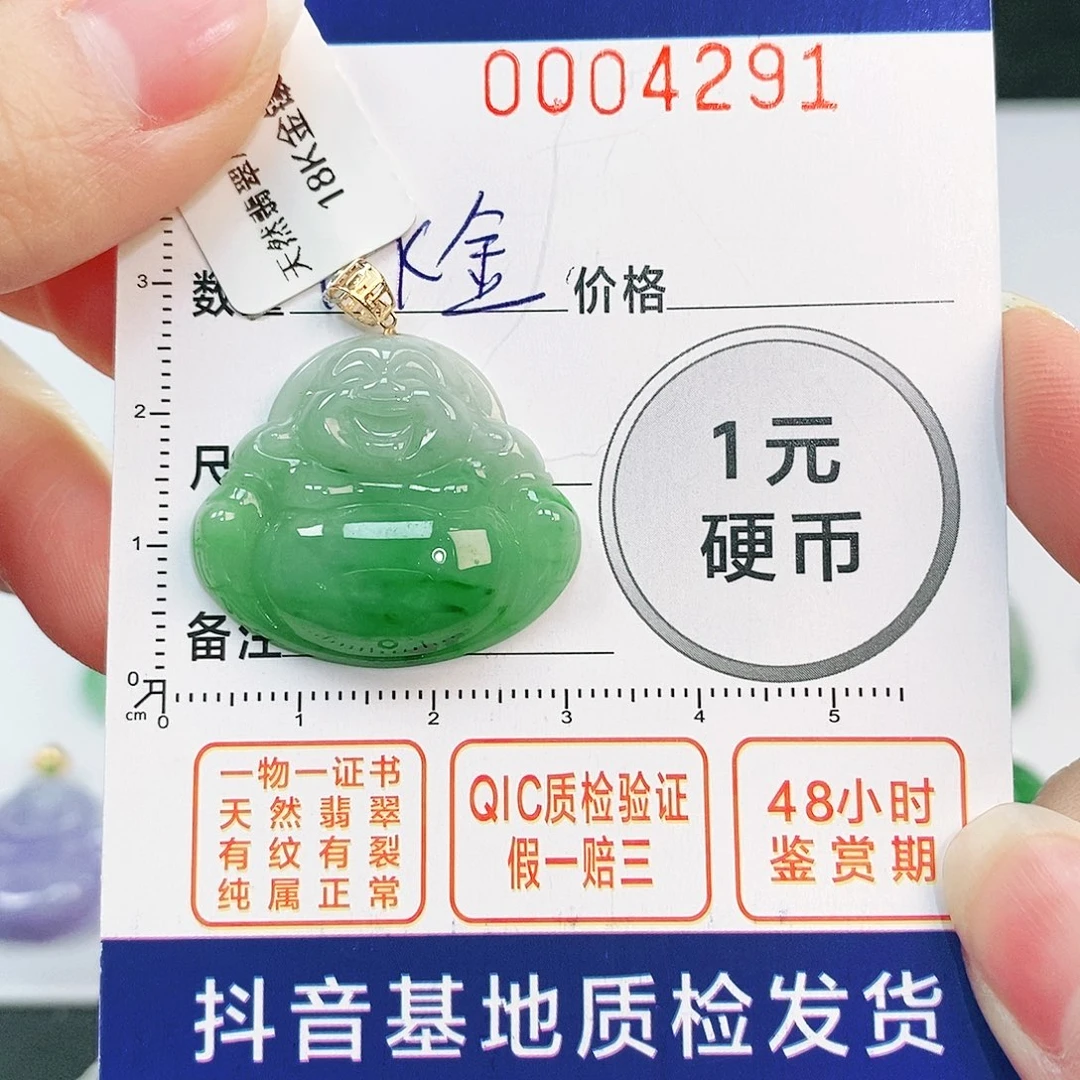 0004291
天然翡翠
18K金
数
K金
价格
尺
1元
硬币
备注
3
2
1
0
cm
0 1 2 3 4 5
一物一证书
天然翡翠
有纹有裂
纯属正常
QIC质检验证
假一赔三
48小时
鉴赏期
抖音基地质检发货